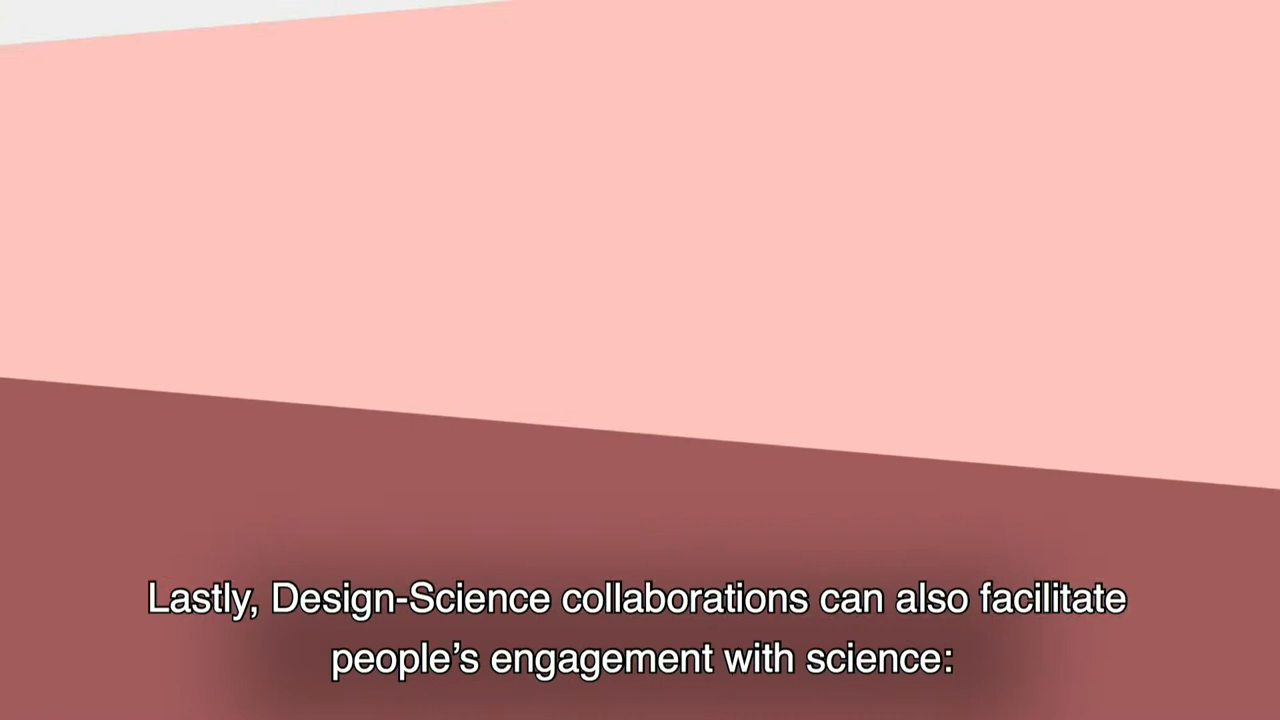 Lastly, Design-Science collaborations can also facilitate
people’s engagement with science: